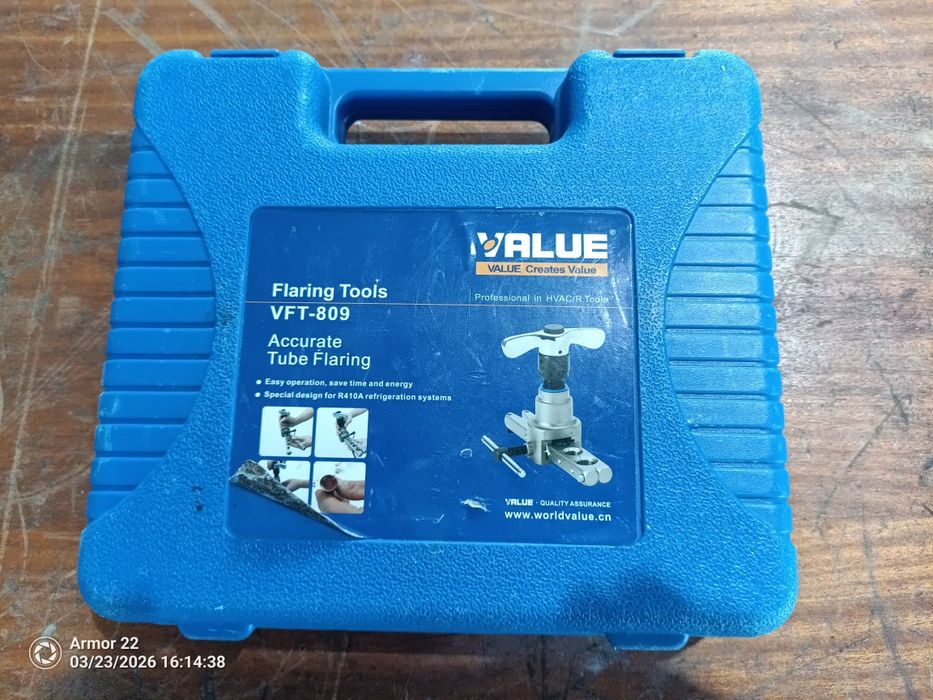 VALUE®
VALUE Creates Value
Professional in HVAC/R Tools
Flaring Tools
VFT-809
Accurate
Tube Flaring
• Easy operation, save time and energy
• Special design for R410A refrigeration systems
VALUE · QUALITY ASSURANCE
www.worldvalue.cn
Armor 22
03/23/2026 16:14:38